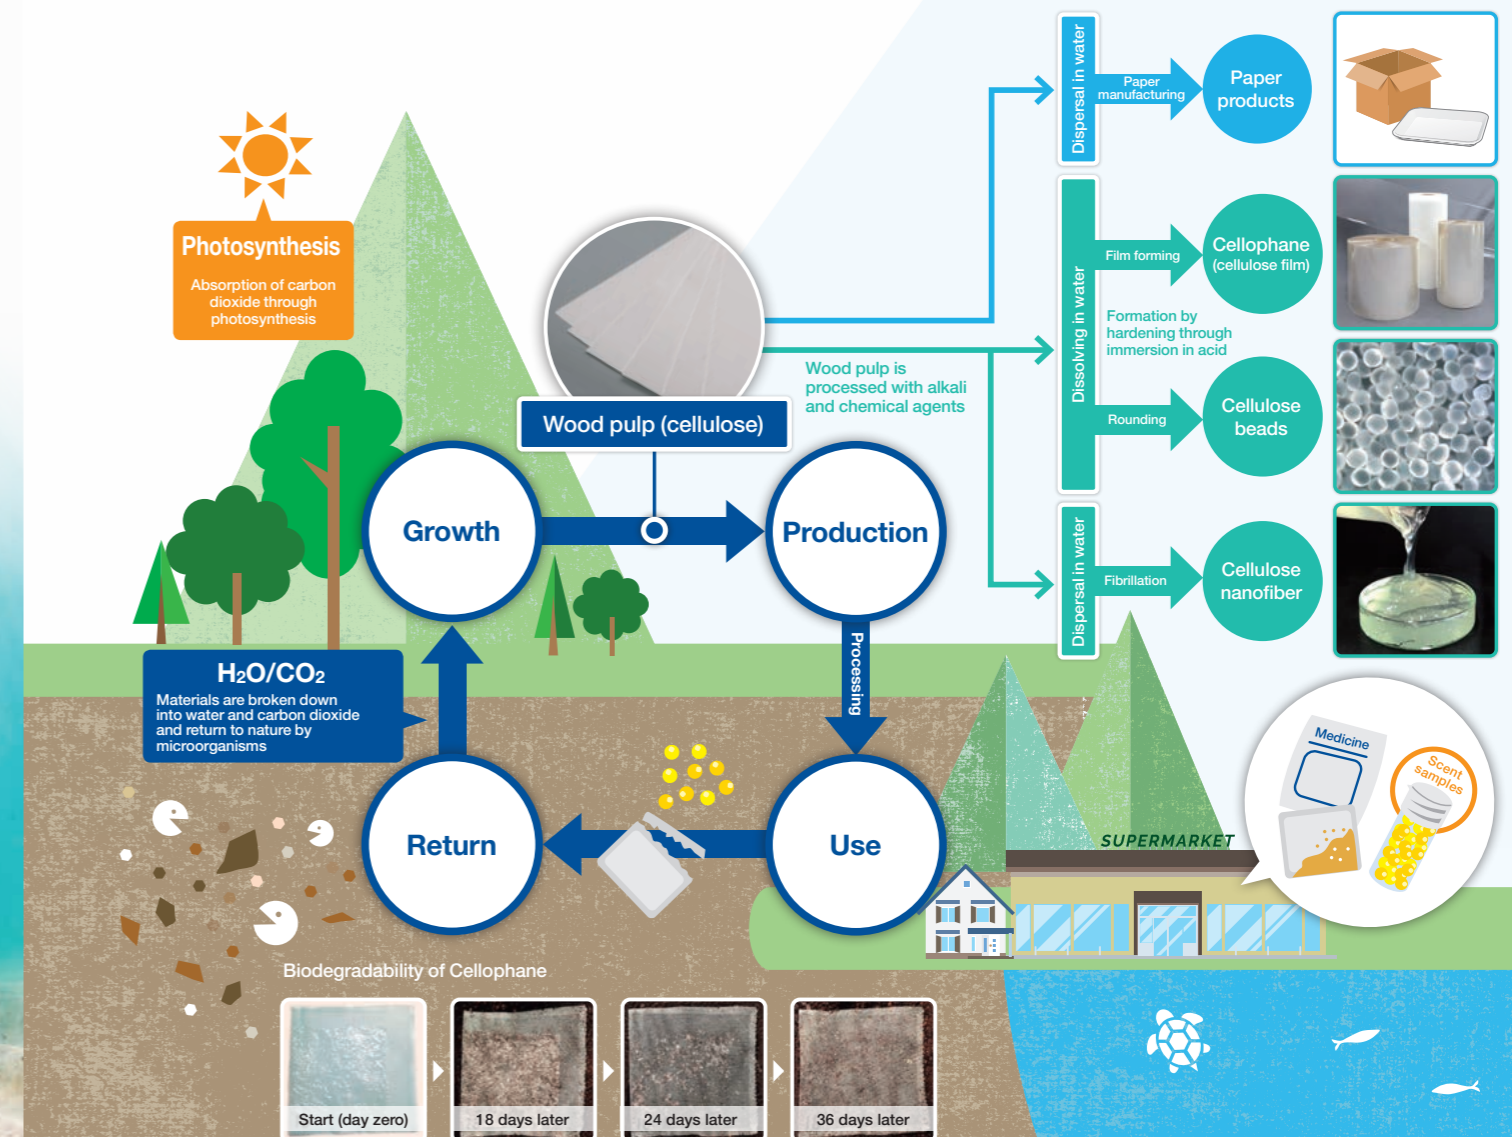 Photosynthesis
Absorption of carbon
dioxide through
photosynthesis
Wood pulp (cellulose)
Wood pulp is
processed with alkali
and chemical agents
Dispersal in water
Paper
manufacturing
Paper
products
Dissolving in water
Film forming
Cellophane
(cellulose film)
Formation by
hardening through
immersion in acid
Rounding
Cellulose
beads
Dispersal in water
Fibrillation
Cellulose
nanofiber
Growth
Production
Processing
H2O/CO2
Materials are broken down
into water and carbon dioxide
and return to nature by
microorganisms
Return
Use
SUPERMARKET
Medicine
Scent
samples
Biodegradability of Cellophane
Start (day zero)
18 days later
24 days later
36 days later